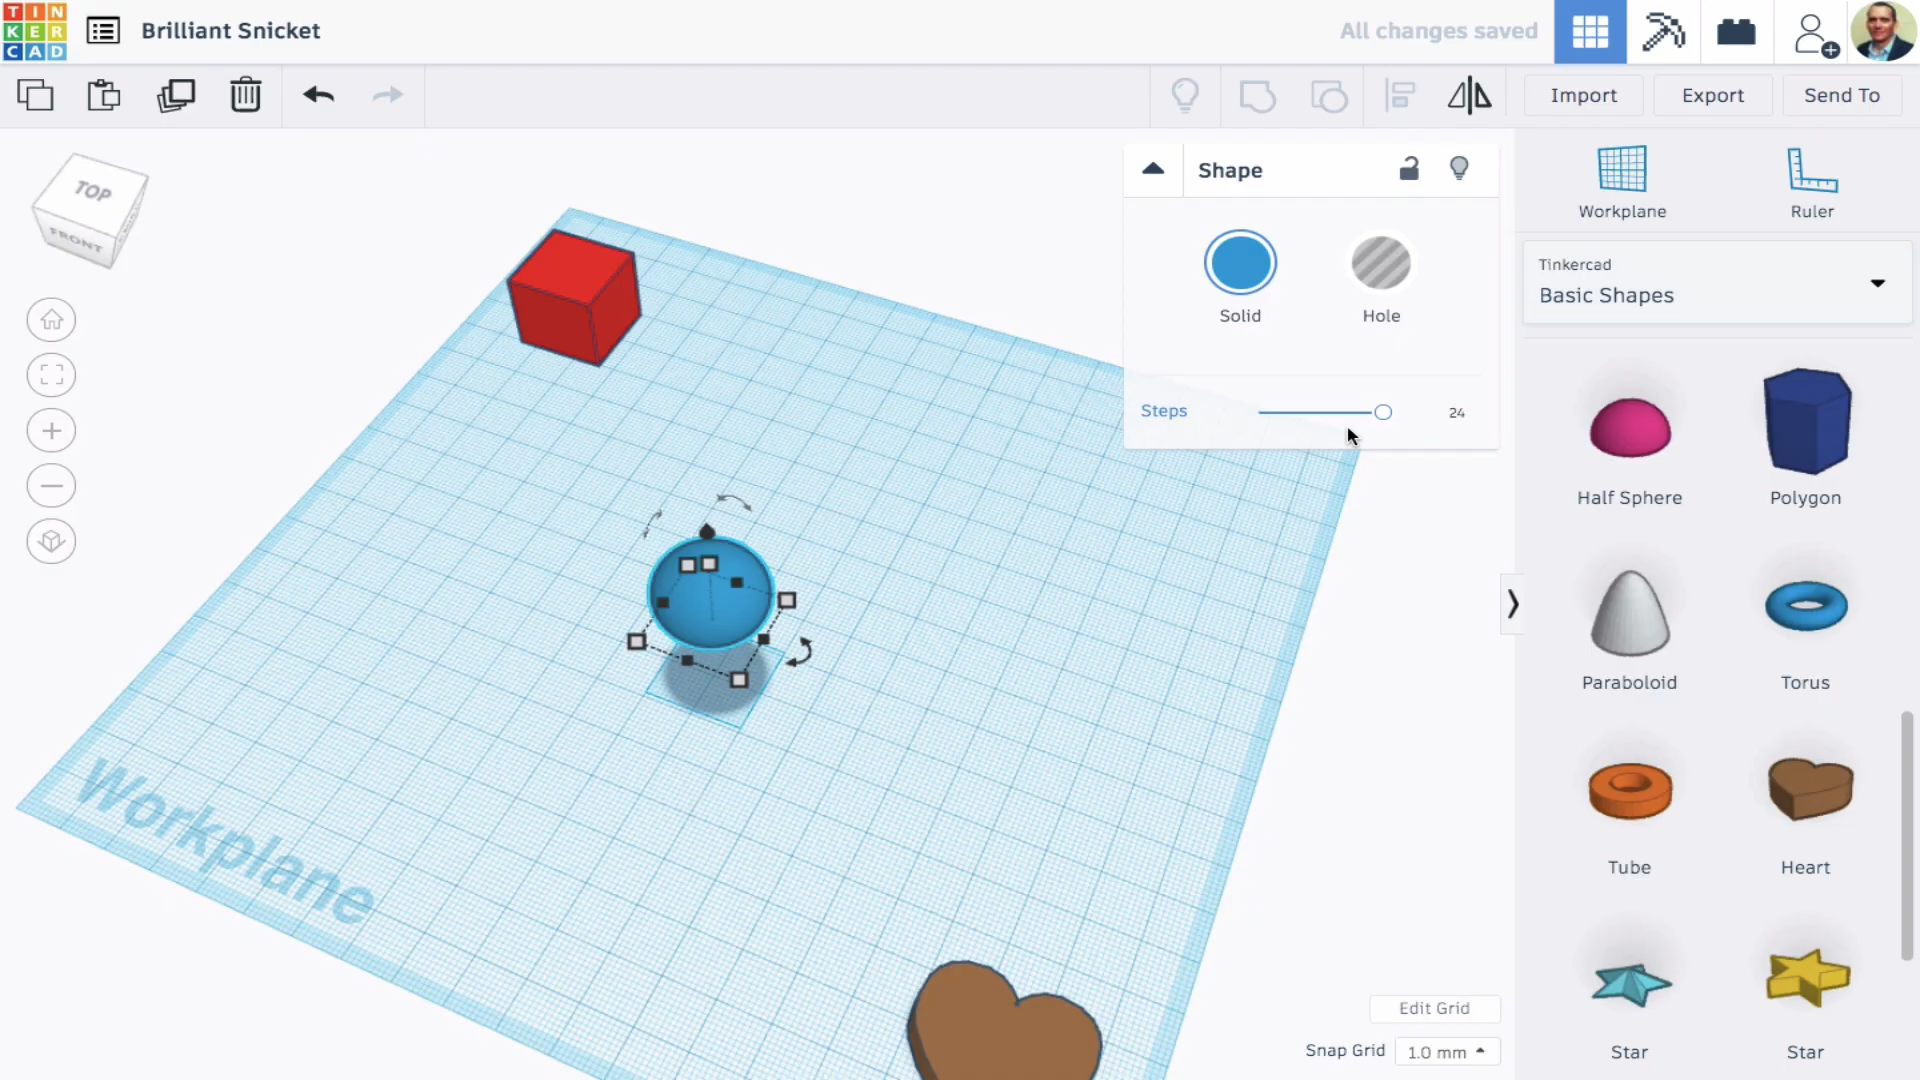 TIN
KER
CAD
Brilliant Snicket
All changes saved
Import
Export
Send To
TOP
FRONT
Shape
Solid
Hole
Steps
24
Workplane
Ruler
Tinkercad
Basic Shapes
Half Sphere
Polygon
Paraboloid
Torus
Tube
Heart
Star
Star
Workplane
Edit Grid
Snap Grid
1.0 mm